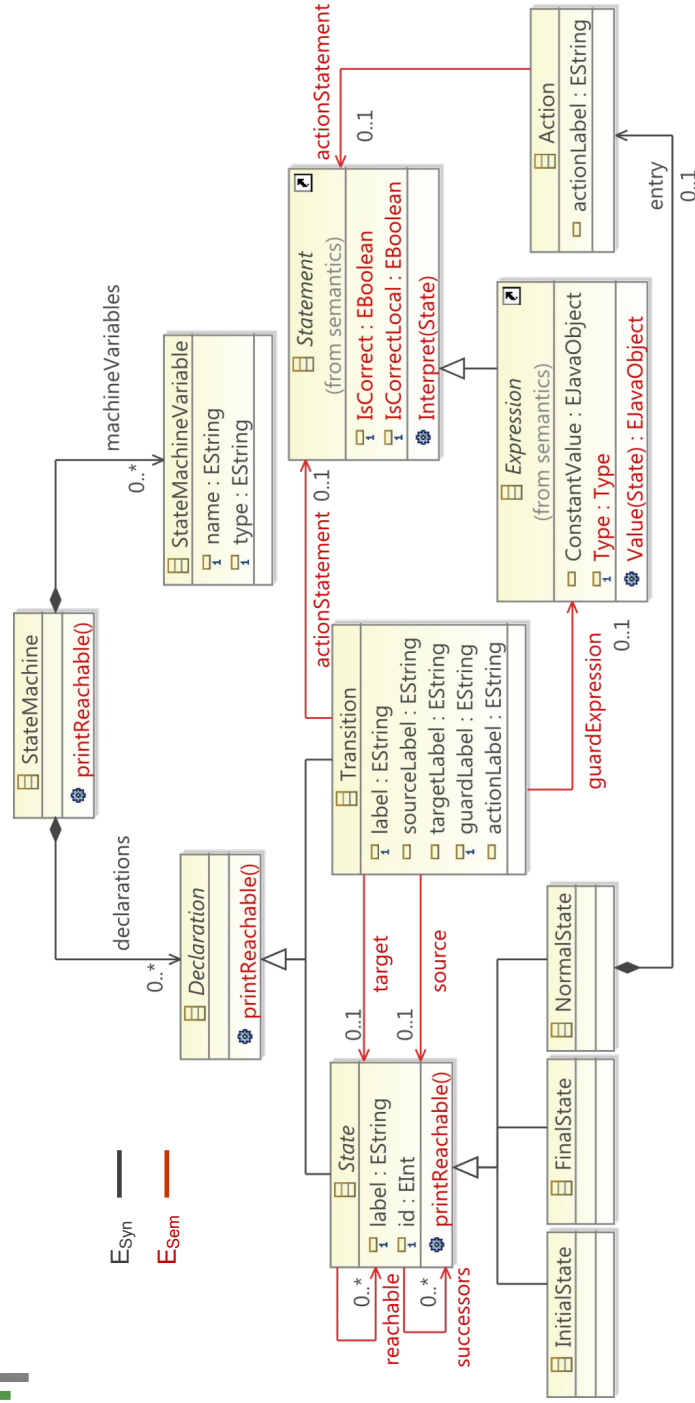 E_Syn
E_Sem
StateMachine
printReachable()
declarations
0..*
machineVariables
0..*
Declaration
printReachable()
StateMachineVariable
name : EString
type : EString
State
label : EString
id : EInt
printReachable()
0..*
reachable
0..*
successors
0..1
target
0..1
source
Transition
label : EString
sourceLabel : EString
targetLabel : EString
guardLabel : EString
actionLabel : EString
actionStatement
0..1
Statement
(from semantics)
IsCorrect : EBoolean
IsCorrectLocal : EBoolean
Interpret(State)
actionStatement
0..1
guardExpression
0..1
Expression
(from semantics)
ConstantValue : EJavaObject
Type : Type
Value(State) : EJavaObject
Action
actionLabel : EString
InitialState
FinalState
NormalState
entry
0..1